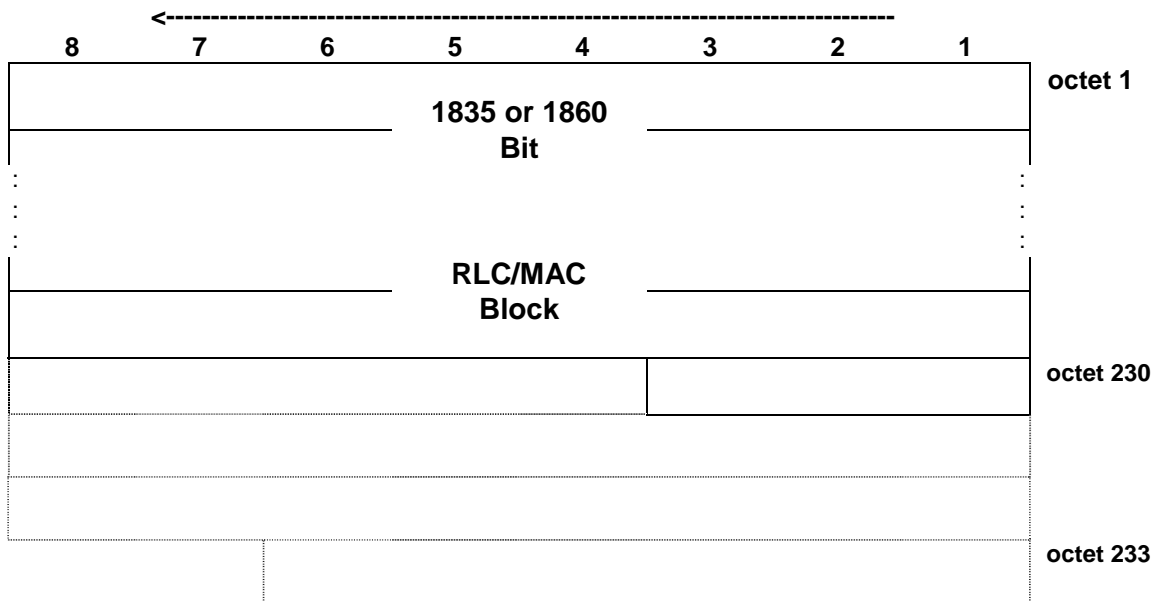 <---------------------------------------------------------------------------------
8 7 6 5 4 3 2 1
octet 1
1835 or 1860
Bit
: :
: :
: :
RLC/MAC
Block
octet 230
octet 233